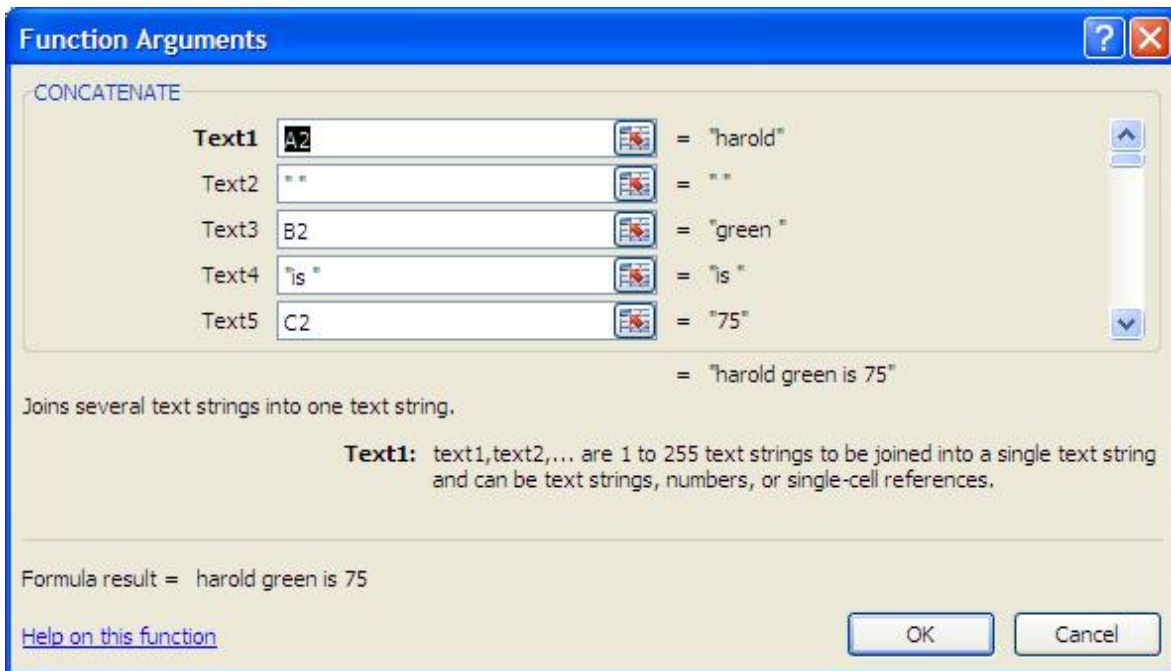 Function Arguments
CONCATENATE
Text1 A2 = "harold"
Text2 " " = " "
Text3 B2 = "green "
Text4 "is " = "is "
Text5 C2 = "75"
= "harold green is 75"
Joins several text strings into one text string.
Text1: text1,text2,... are 1 to 255 text strings to be joined into a single text string
and can be text strings, numbers, or single-cell references.
Formula result = harold green is 75
Help on this function OK Cancel